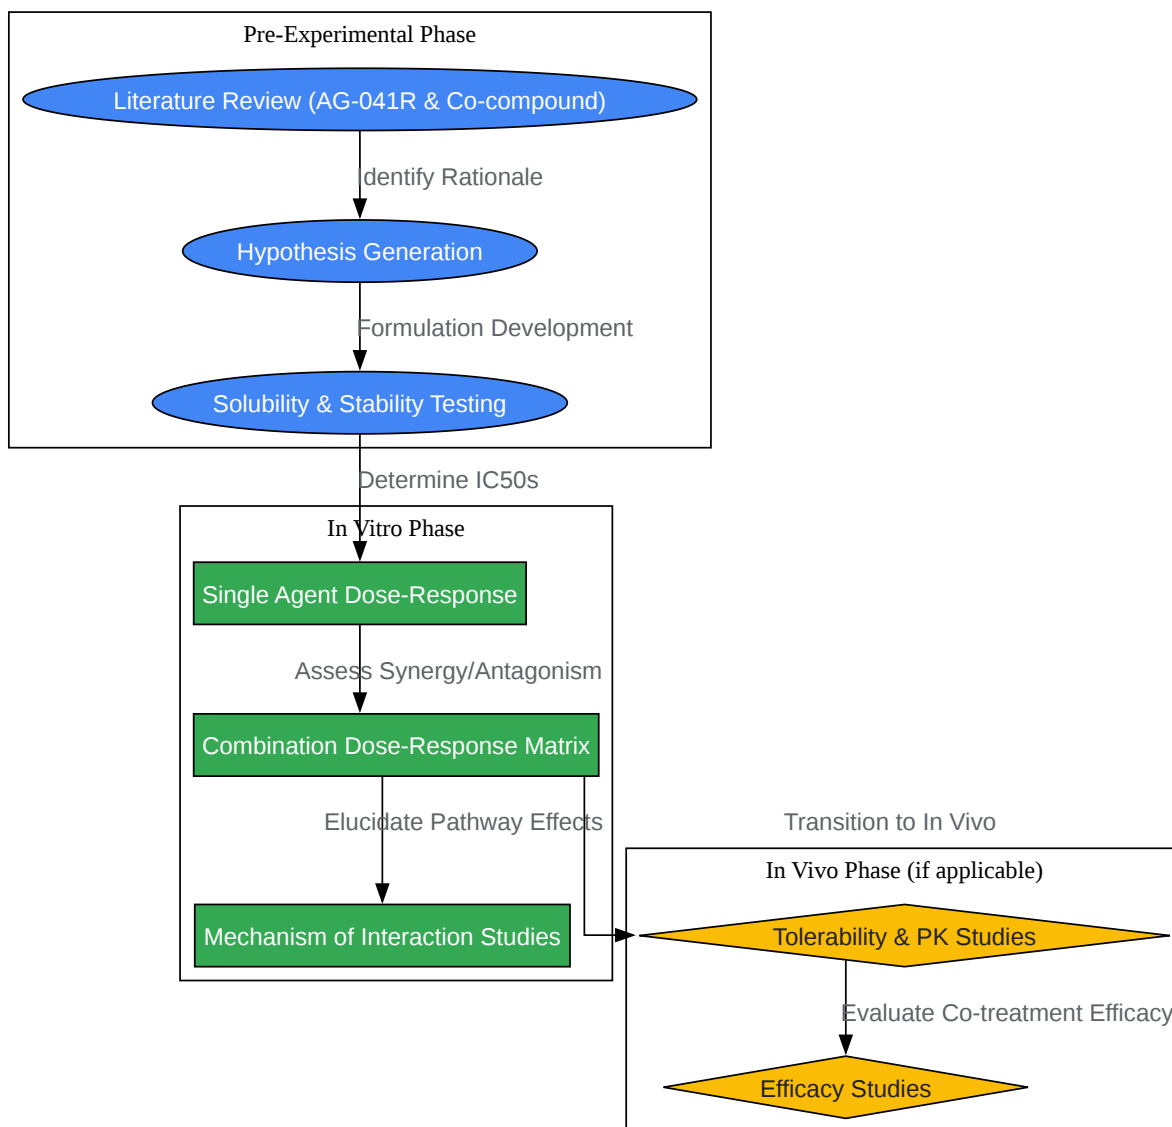 Pre-Experimental Phase
Literature Review (AG-041R & Co-compound)
Identify Rationale
Hypothesis Generation
Formulation Development
Solubility & Stability Testing
Determine IC50s
In Vitro Phase
Single Agent Dose-Response
Assess Synergy/Antagonism
Combination Dose-Response Matrix
Elucidate Pathway Effects
Mechanism of Interaction Studies
Transition to In Vivo
In Vivo Phase (if applicable)
Tolerability & PK Studies
Evaluate Co-treatment Efficacy
Efficacy Studies